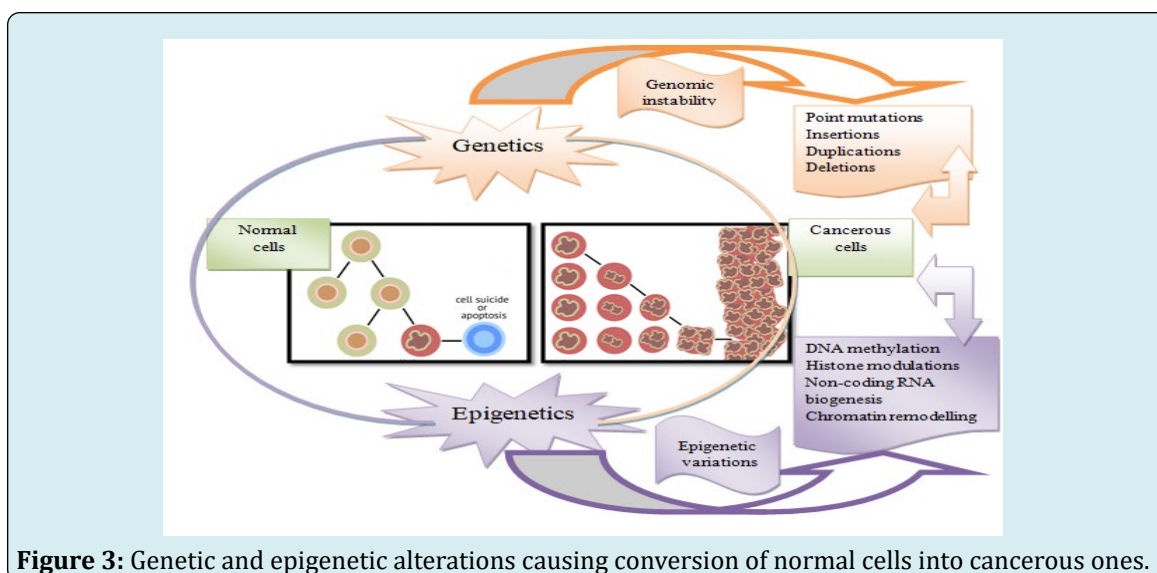 Genomic
instability
Point mutations
Insertions
Duplications
Deletions
Genetics
Normal
cells
cell suicide
or
apoptosis
Cancerous
cells
DNA methylation
Histone modulations
Non-coding RNA
biogenesis
Chromatin remodelling
Epigenetics
Epigenetic
variations
Figure 3: Genetic and epigenetic alterations causing conversion of normal cells into cancerous ones.